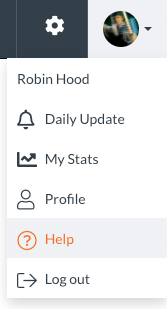 Robin Hood
Daily Update
My Stats
Profile
Help
Log out